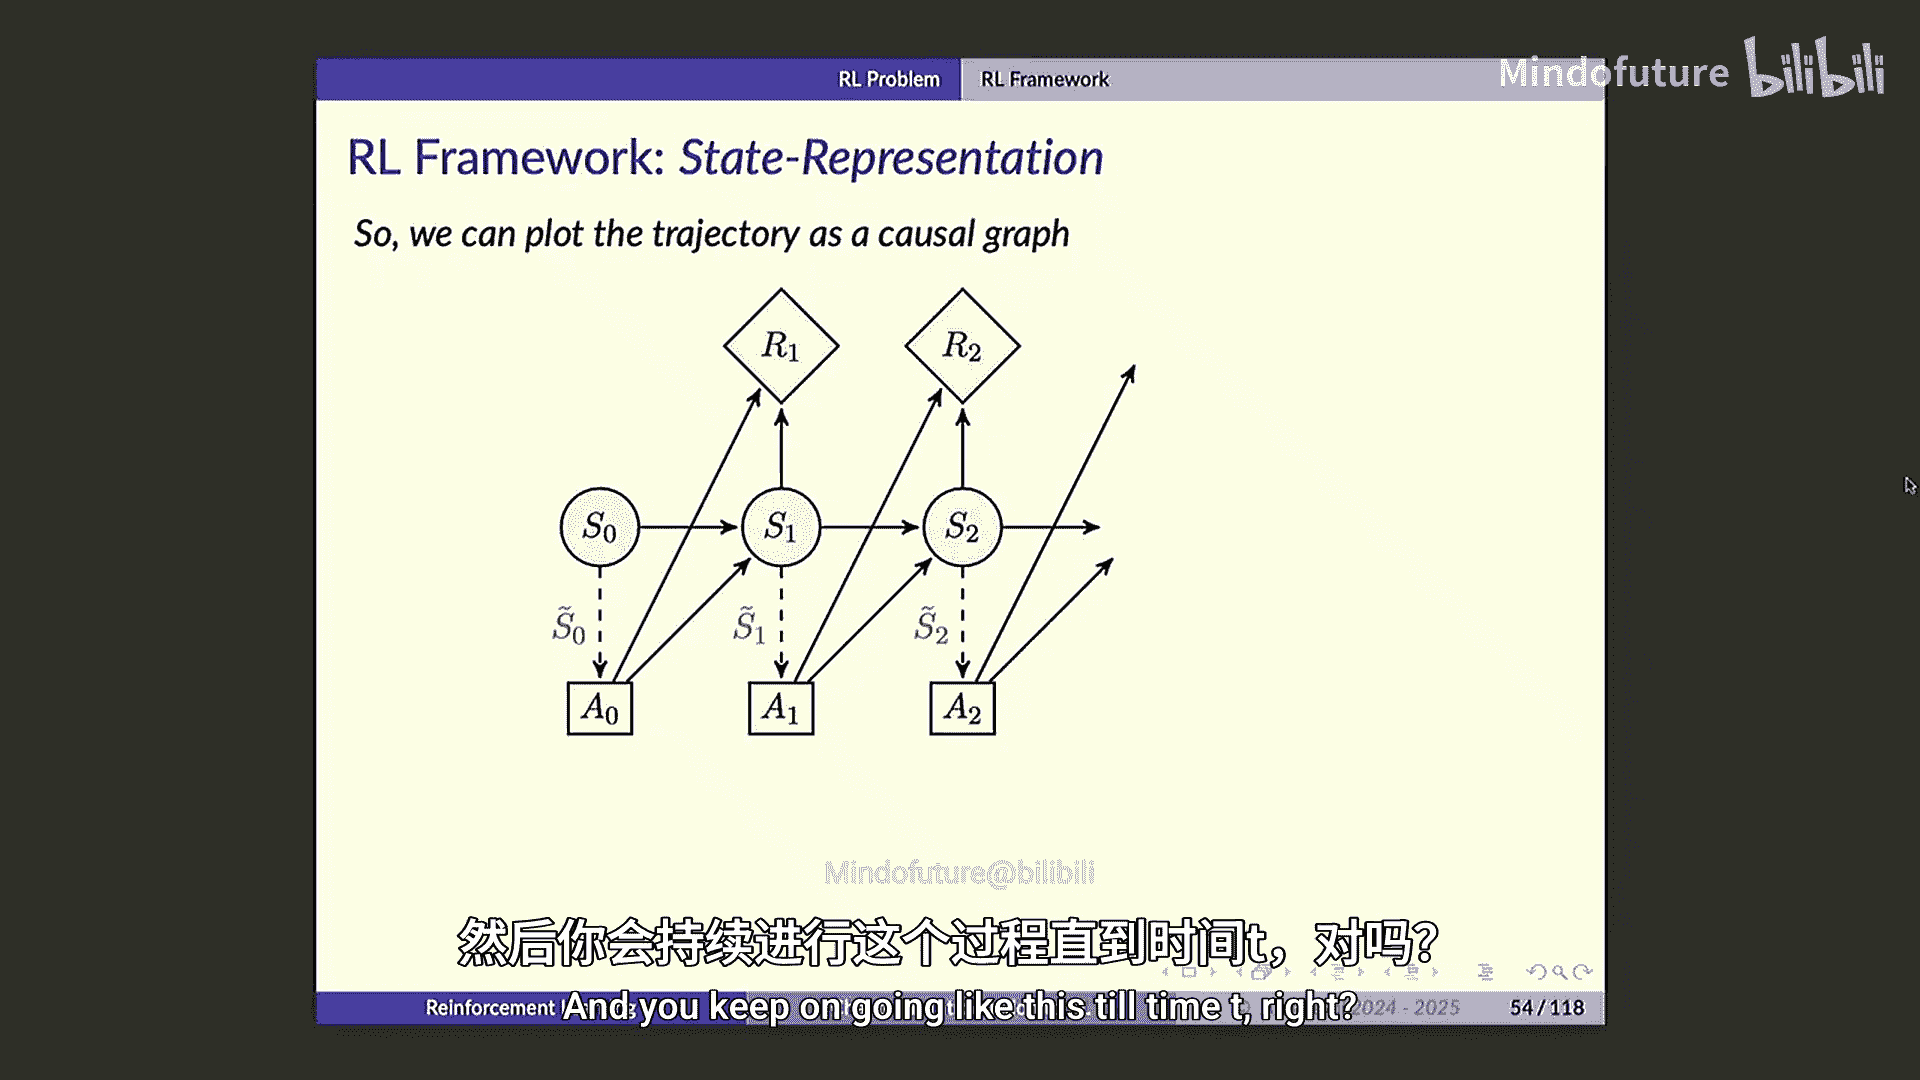 RL Problem RL Framework
Mindofuture bilibili
RL Framework: State-Representation
So, we can plot the trajectory as a causal graph
R₁ R₂
S₀ S₁ S₂
S̃₀ S̃₁ S̃₂
A₀ A₁ A₂
Mindofuture@bilibili
然后你会持续进行这个过程直到时间t，对吗？
Reinforcement 2024 - 2025 54 / 118
And you keep on going like this till time t, right?